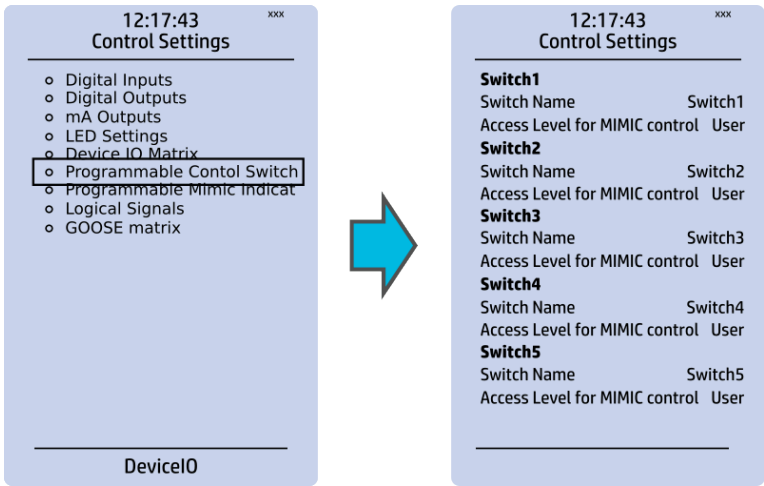 12:17:43
xxx
Control Settings
Digital Inputs
Digital Outputs
mA Outputs
LED Settings
Device IO Matrix
Programmable Contol Switch
Programmable Mimic Indicat
Logical Signals
GOOSE matrix
DeviceIO
12:17:43
xxx
Control Settings
Switch1
Switch Name Switch1
Access Level for MIMIC control User
Switch2
Switch Name Switch2
Access Level for MIMIC control User
Switch3
Switch Name Switch3
Access Level for MIMIC control User
Switch4
Switch Name Switch4
Access Level for MIMIC control User
Switch5
Switch Name Switch5
Access Level for MIMIC control User